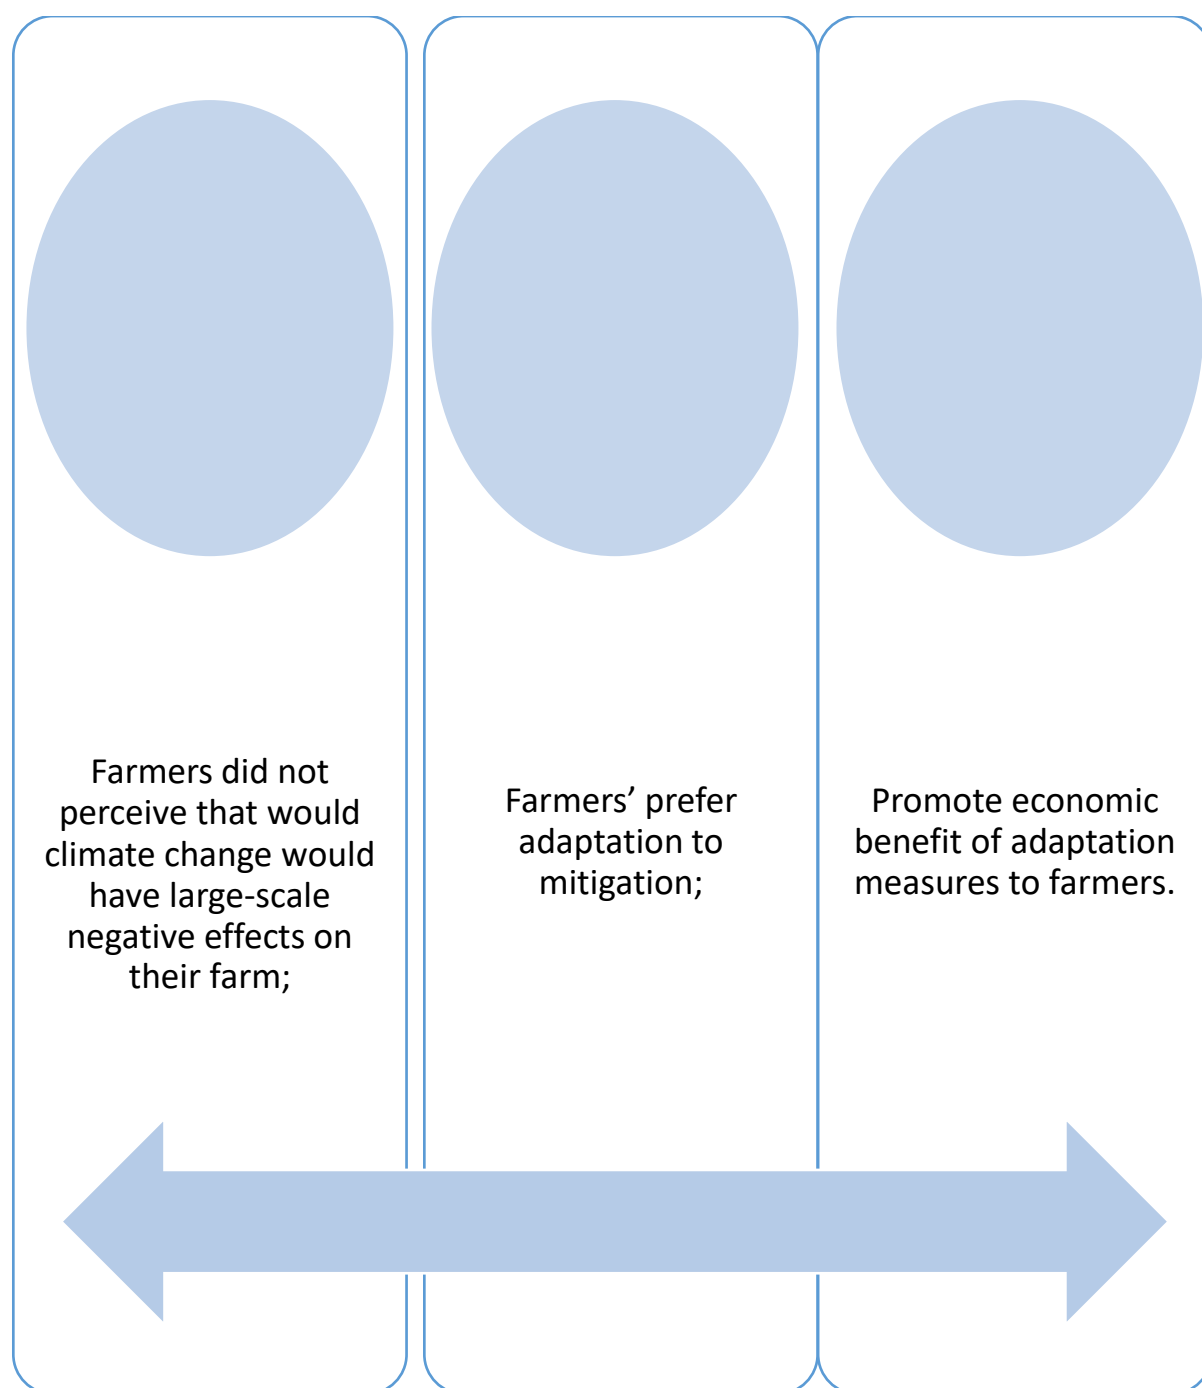 Farmers did not
perceive that would
climate change would
have large-scale
negative effects on
their farm;
Farmers’ prefer
adaptation to
mitigation;
Promote economic
benefit of adaptation
measures to farmers.